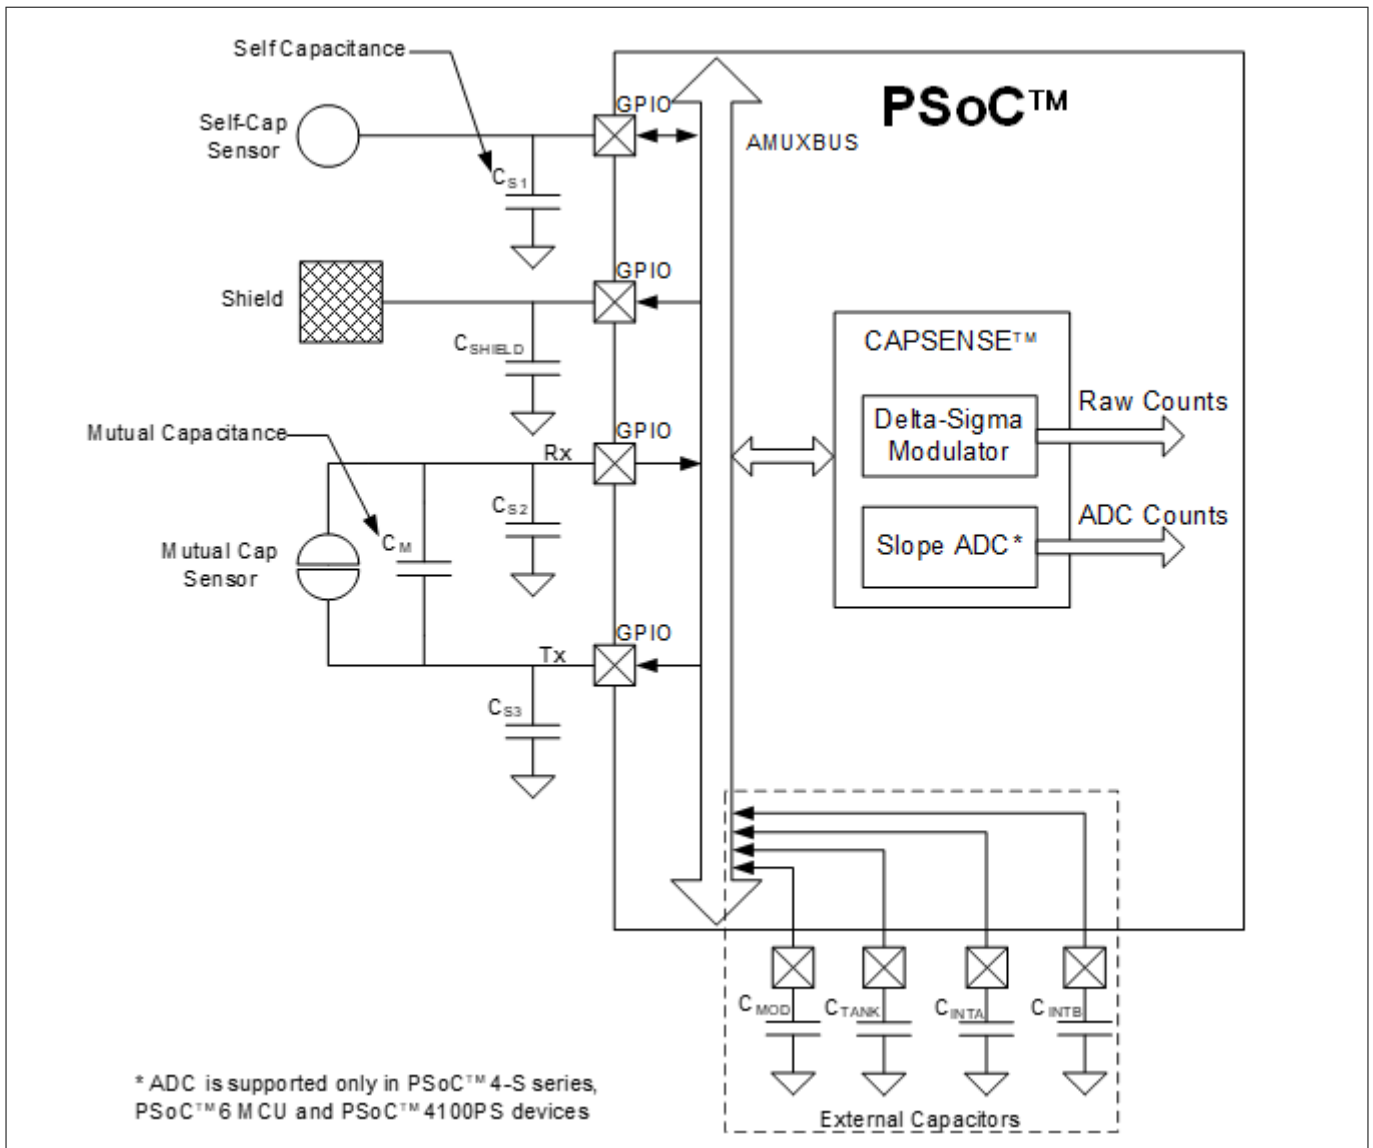 Self Capacitance
PSoC™
GPIO
Self-Cap
Sensor
AMUXBUS
CS1
GPIO
Shield
CSHIELD
CAPSENSE™
Raw Counts
Delta-Sigma
Modulator
Mutual Capacitance
GPIO
Rx
CS2
ADC Counts
CM
Slope ADC*
Mutual Cap
Sensor
GPIO
Tx
CS3
CMOD
CTANK
CINTA
CINTB
* ADC is supported only in PSoC™ 4-S series,
PSoC™ 6 MCU and PSoC™ 4100PS devices
External Capacitors